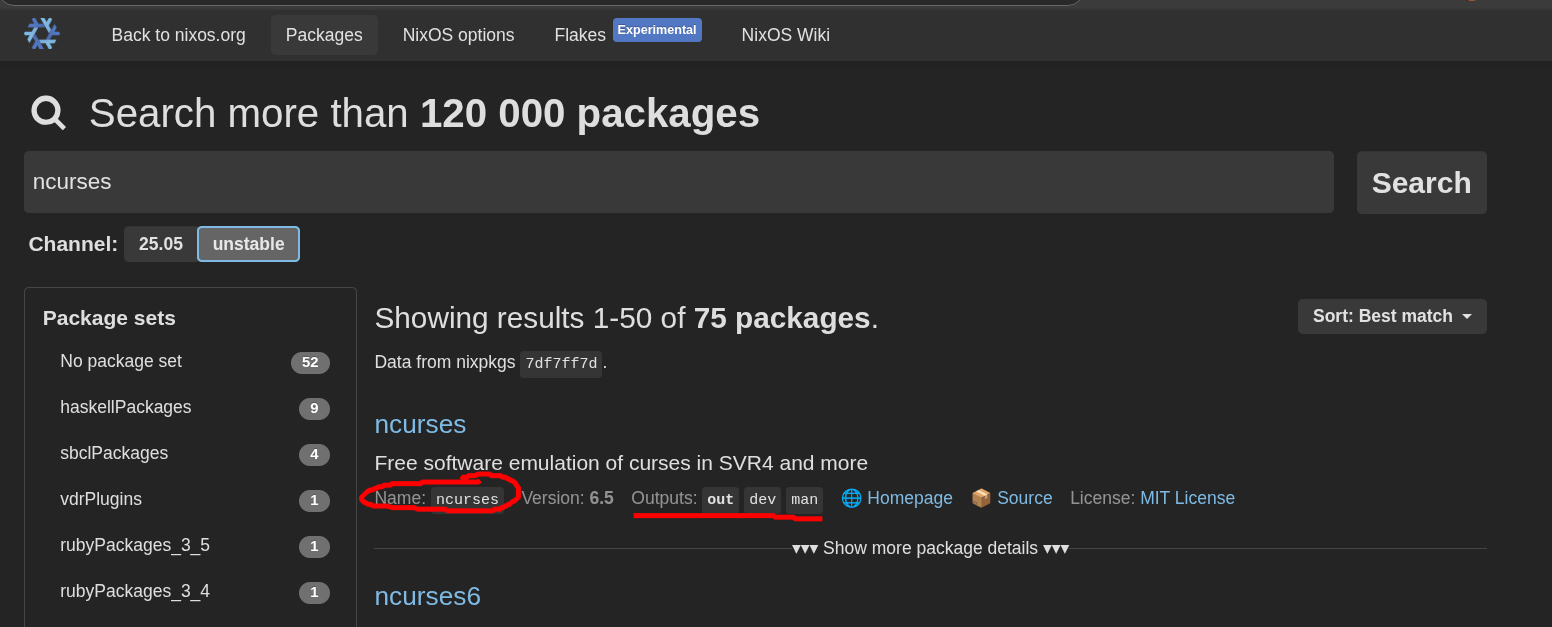 Back to nixos.org Packages NixOS options Flakes Experimental NixOS Wiki
Search more than 120 000 packages
ncurses Search
Channel: 25.05 unstable
Package sets
No package set 52
haskellPackages 9
sbclPackages 4
vdrPlugins 1
rubyPackages_3_5 1
rubyPackages_3_4 1
Showing results 1-50 of 75 packages.
Sort: Best match
Data from nixpkgs 7df7ff7d.
ncurses
Free software emulation of curses in SVR4 and more
Name: ncurses Version: 6.5 Outputs: out dev man 🌐 Homepage 📦 Source License: MIT License
▾▾▾ Show more package details ▾▾▾
ncurses6